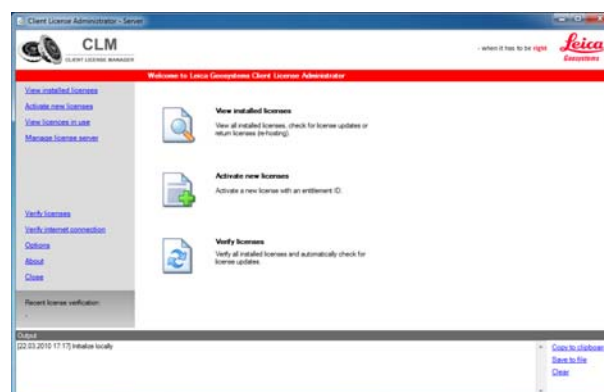 Client License Administrator - Server
CLM
CLIENT LICENSE MANAGER
- when it has to be right
Leica
Geosystems
Welcome to Leica Geosystems Client License Administrator
View installed licenses
Activate new licenses
View licences in use
Manage license server
Verify licenses
Verify internet connection
Options
About
Close
Recent license verification:
-
View installed licenses
View all installed licenses, check for license updates or
return licenses (re-hosting).
Activate new licenses
Activate a new license with an entitlement ID.
Verify licenses
Verify all installed licenses and automatically check for
license updates.
Output
[22.03.2010 17:17] Initialize locally
Copy to clipboard
Save to file
Clear